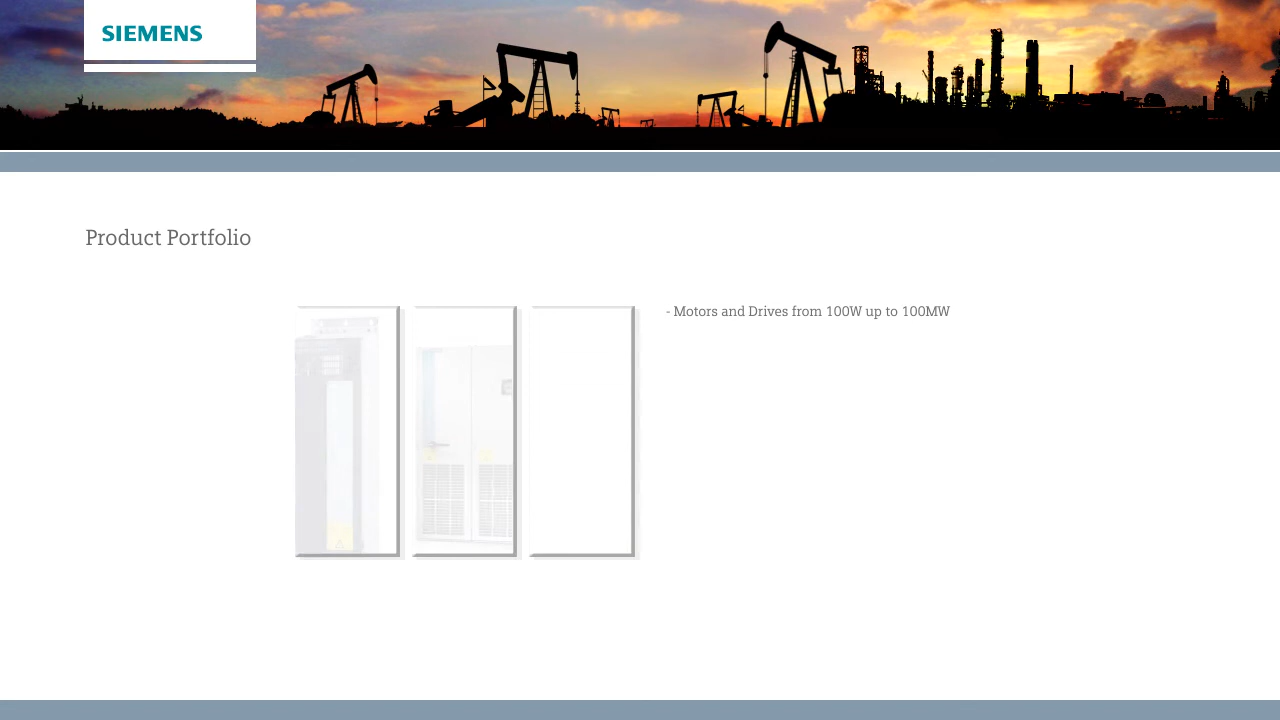 SIEMENS
Product Portfolio
- Motors and Drives from 100W up to 100MW